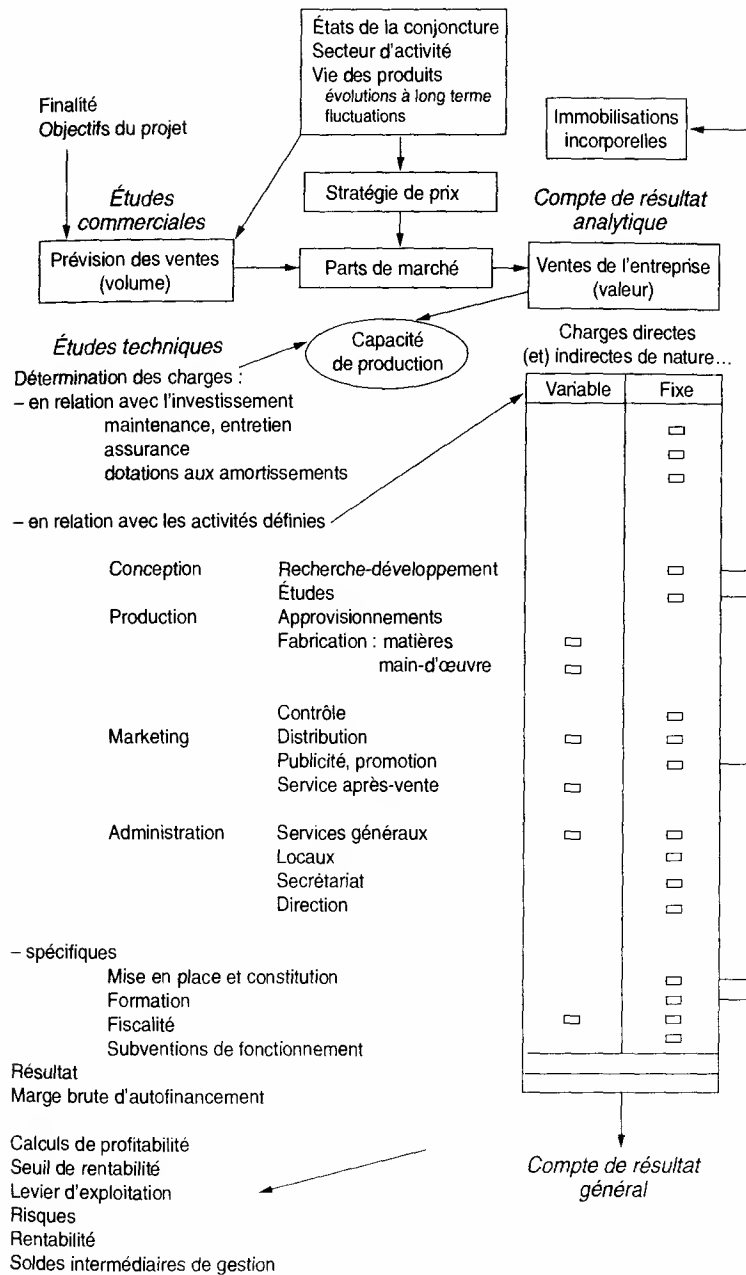 États de la conjoncture
Secteur d'activité
Vie des produits
évolutions à long terme
fluctuations
Finalité
Objectifs du projet
Immobilisations
incorporelles
Stratégie de prix
Études
commerciales
Compte de résultat
analytique
Prévision des ventes
(volume)
Parts de marché
Ventes de l'entreprise
(valeur)
Capacité
de production
Études techniques
Charges directes
(et) indirectes de nature...
Détermination des charges :
Variable Fixe
– en relation avec l'investissement
maintenance, entretien
assurance
dotations aux amortissements
– en relation avec les activités définies
Conception Recherche-développement
Études
Production Approvisionnements
Fabrication : matières
main-d'œuvre
Contrôle
Marketing Distribution
Publicité, promotion
Service après-vente
Administration Services généraux
Locaux
Secrétariat
Direction
– spécifiques
Mise en place et constitution
Formation
Fiscalité
Subventions de fonctionnement
Résultat
Marge brute d'autofinancement
Calculs de profitabilité
Seuil de rentabilité
Levier d'exploitation
Risques
Rentabilité
Soldes intermédiaires de gestion
Compte de résultat
général